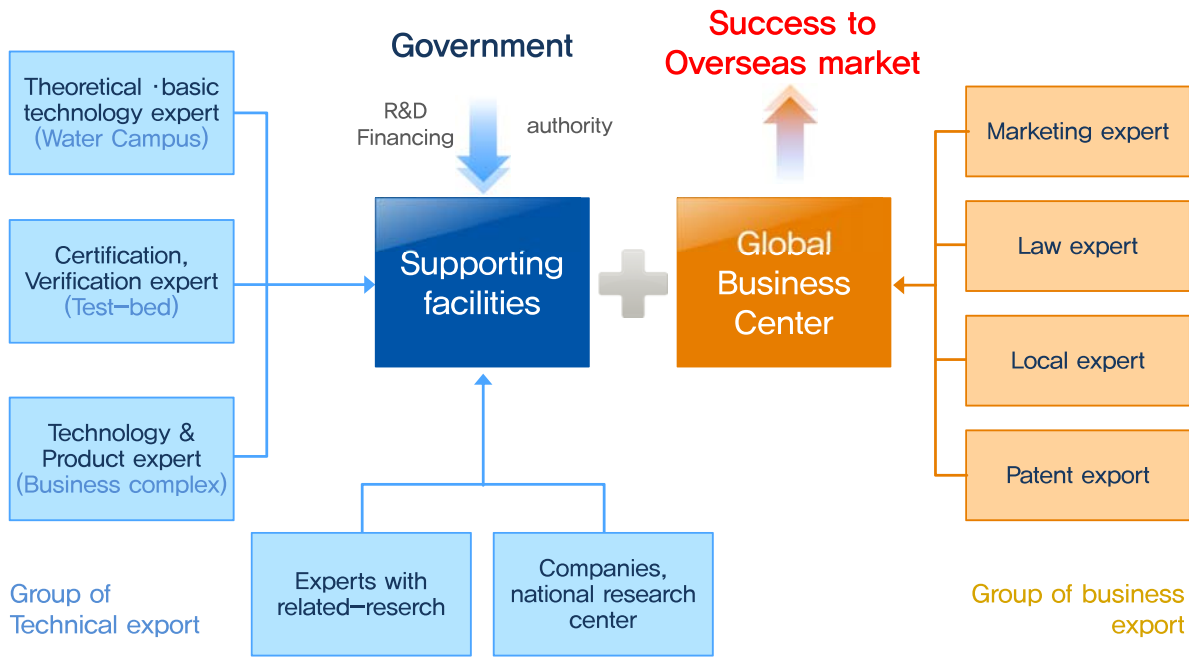 Government
Success to
Overseas market
R&D
Financing
authority
Theoretical ·basic
technology expert
(Water Campus)
Certification,
Verification expert
(Test-bed)
Technology &
Product expert
(Business complex)
Supporting
facilities
Global
Business
Center
Marketing expert
Law expert
Local expert
Patent export
Experts with
related-reserch
Companies,
national research
center
Group of
Technical export
Group of business
export